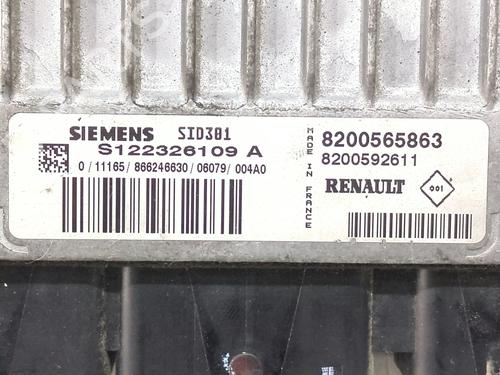 SIEMENS SID301
S122326109 A
0/11165/866246630/06079/004A0
MADE IN FRANCE
8200565863
8200592611
RENAULT 001